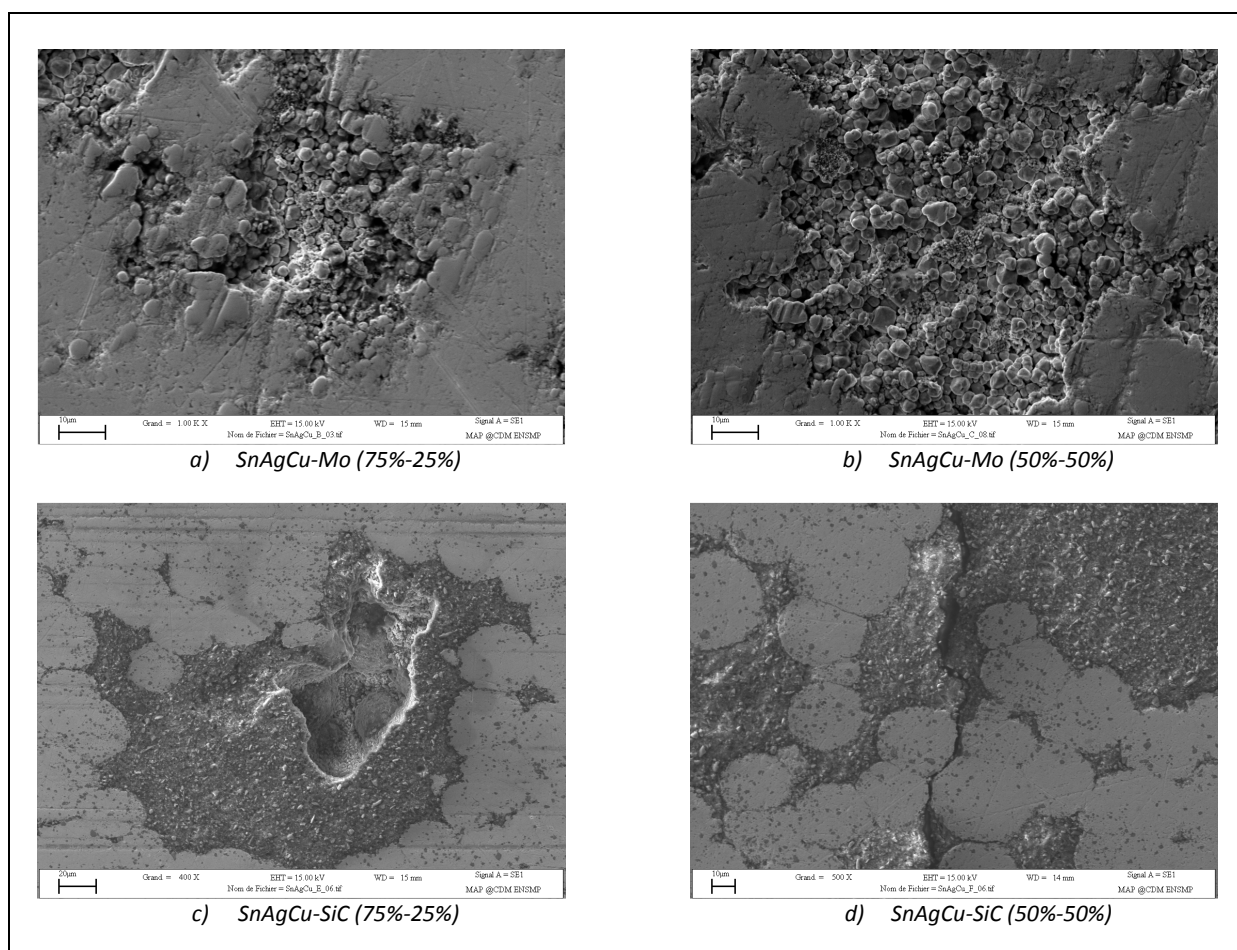 10µm Grand. = 1.00 K X EHT = 15.00 kV WD = 15 mm Signal A = SE1
Nom de Fichier = SnAgCu_B_03.tif MAP @CDM ENSMP
a) SnAgCu-Mo (75%-25%)
10µm Grand. = 1.00 K X EHT = 15.00 kV WD = 15 mm Signal A = SE1
Nom de Fichier = SnAgCu_C_08.tif MAP @CDM ENSMP
b) SnAgCu-Mo (50%-50%)
20µm Grand. = 400 X EHT = 15.00 kV WD = 15 mm Signal A = SE1
Nom de Fichier = SnAgCu_E_06.tif MAP @CDM ENSMP
c) SnAgCu-SiC (75%-25%)
10µm Grand. = 500 X EHT = 15.00 kV WD = 14 mm Signal A = SE1
Nom de Fichier = SnAgCu_F_06.tif MAP @CDM ENSMP
d) SnAgCu-SiC (50%-50%)